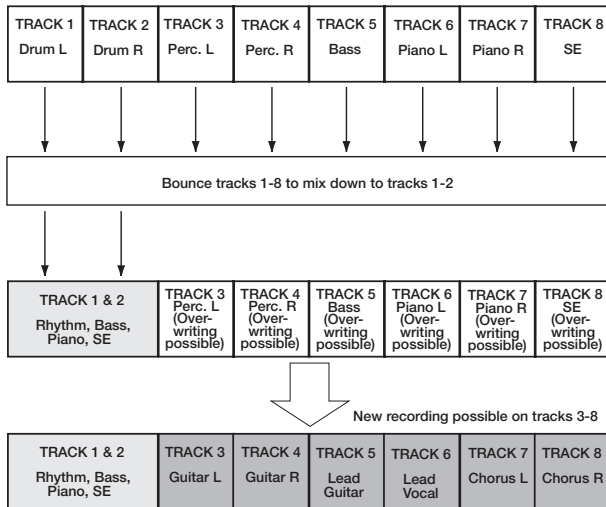 TRACK 1
Drum L
TRACK 2
Drum R
TRACK 3
Perc. L
TRACK 4
Perc. R
TRACK 5
Bass
TRACK 6
Piano L
TRACK 7
Piano R
TRACK 8
SE
Bounce tracks 1-8 to mix down to tracks 1-2
TRACK 1 & 2
Rhythm, Bass,
Piano, SE
TRACK 3
Perc. L
(Over-
writing
possible)
TRACK 4
Perc. R
(Over-
writing
possible)
TRACK 5
Bass
(Over-
writing
possible)
TRACK 6
Piano L
(Over-
writing
possible)
TRACK 7
Piano R
(Over-
writing
possible)
TRACK 8
SE
(Over-
writing
possible)
New recording possible on tracks 3-8
TRACK 1 & 2
Rhythm, Bass,
Piano, SE
TRACK 3
Guitar L
TRACK 4
Guitar R
TRACK 5
Lead
Guitar
TRACK 6
Lead
Vocal
TRACK 7
Chorus L
TRACK 8
Chorus R